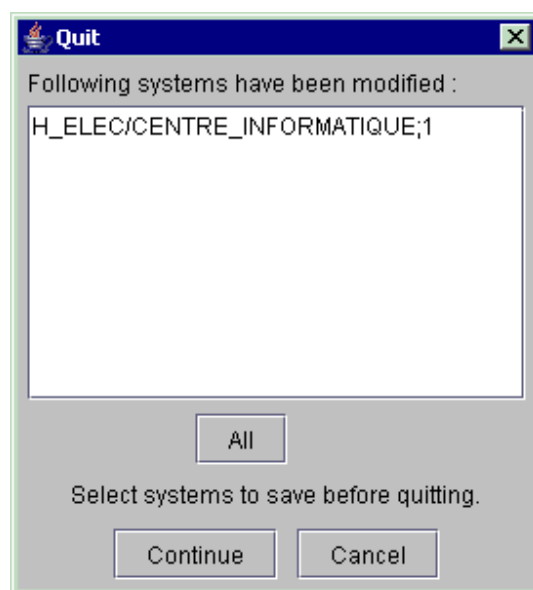 Quit
Following systems have been modified :
H_ELEC/CENTRE_INFORMATIQUE;1
All
Select systems to save before quitting.
Continue Cancel